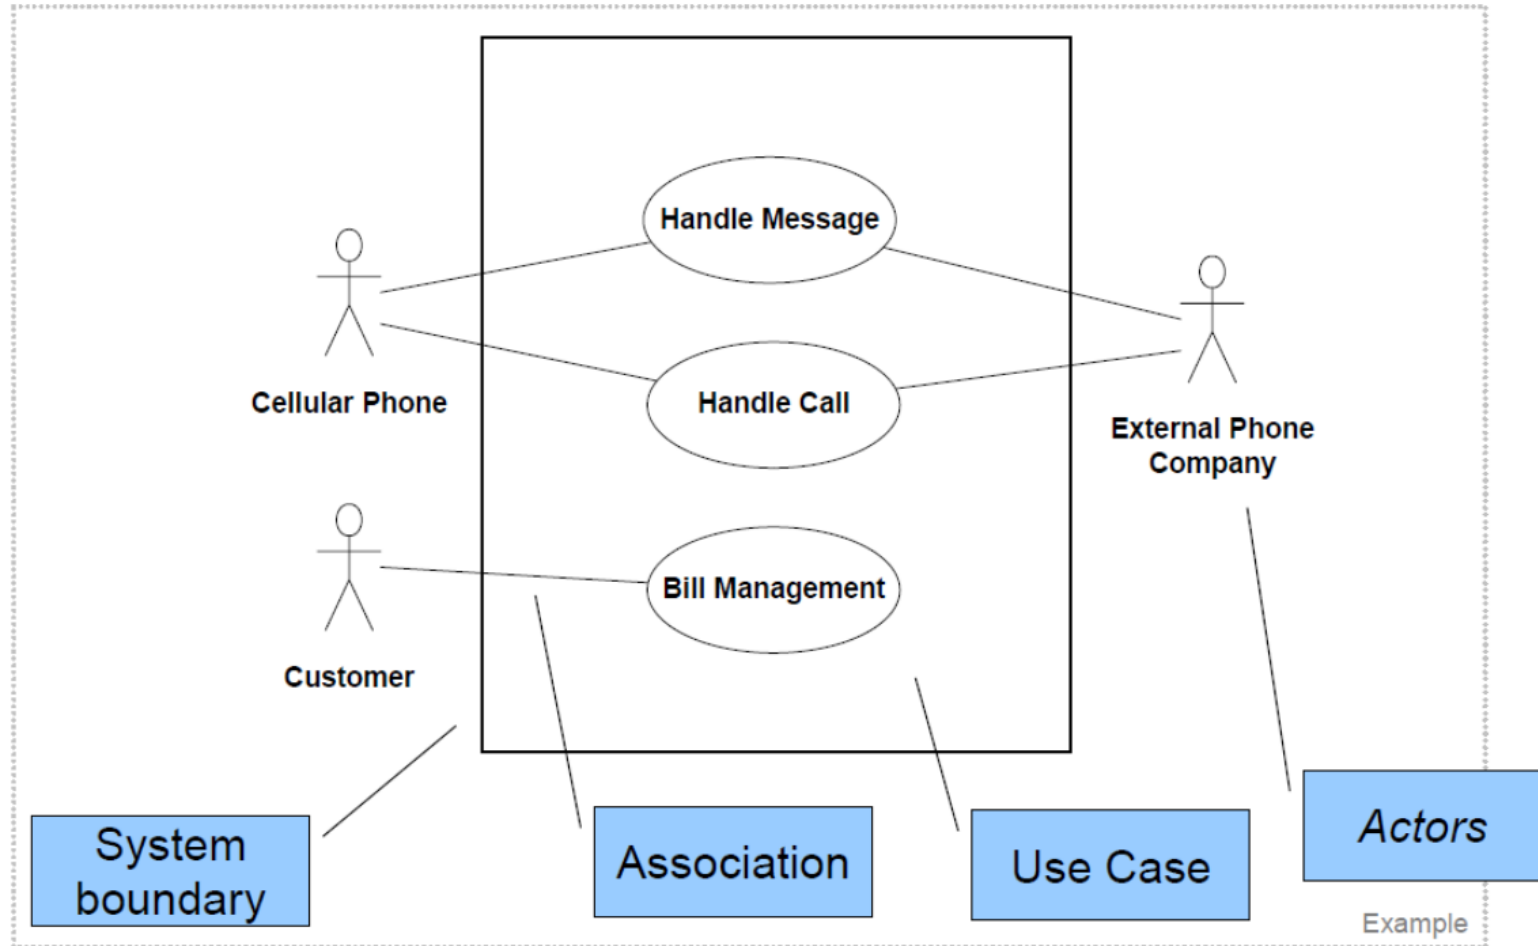 Handle Message
Cellular Phone
Handle Call
External Phone
Company
Bill Management
Customer
System
boundary
Association
Use Case
Actors
Example